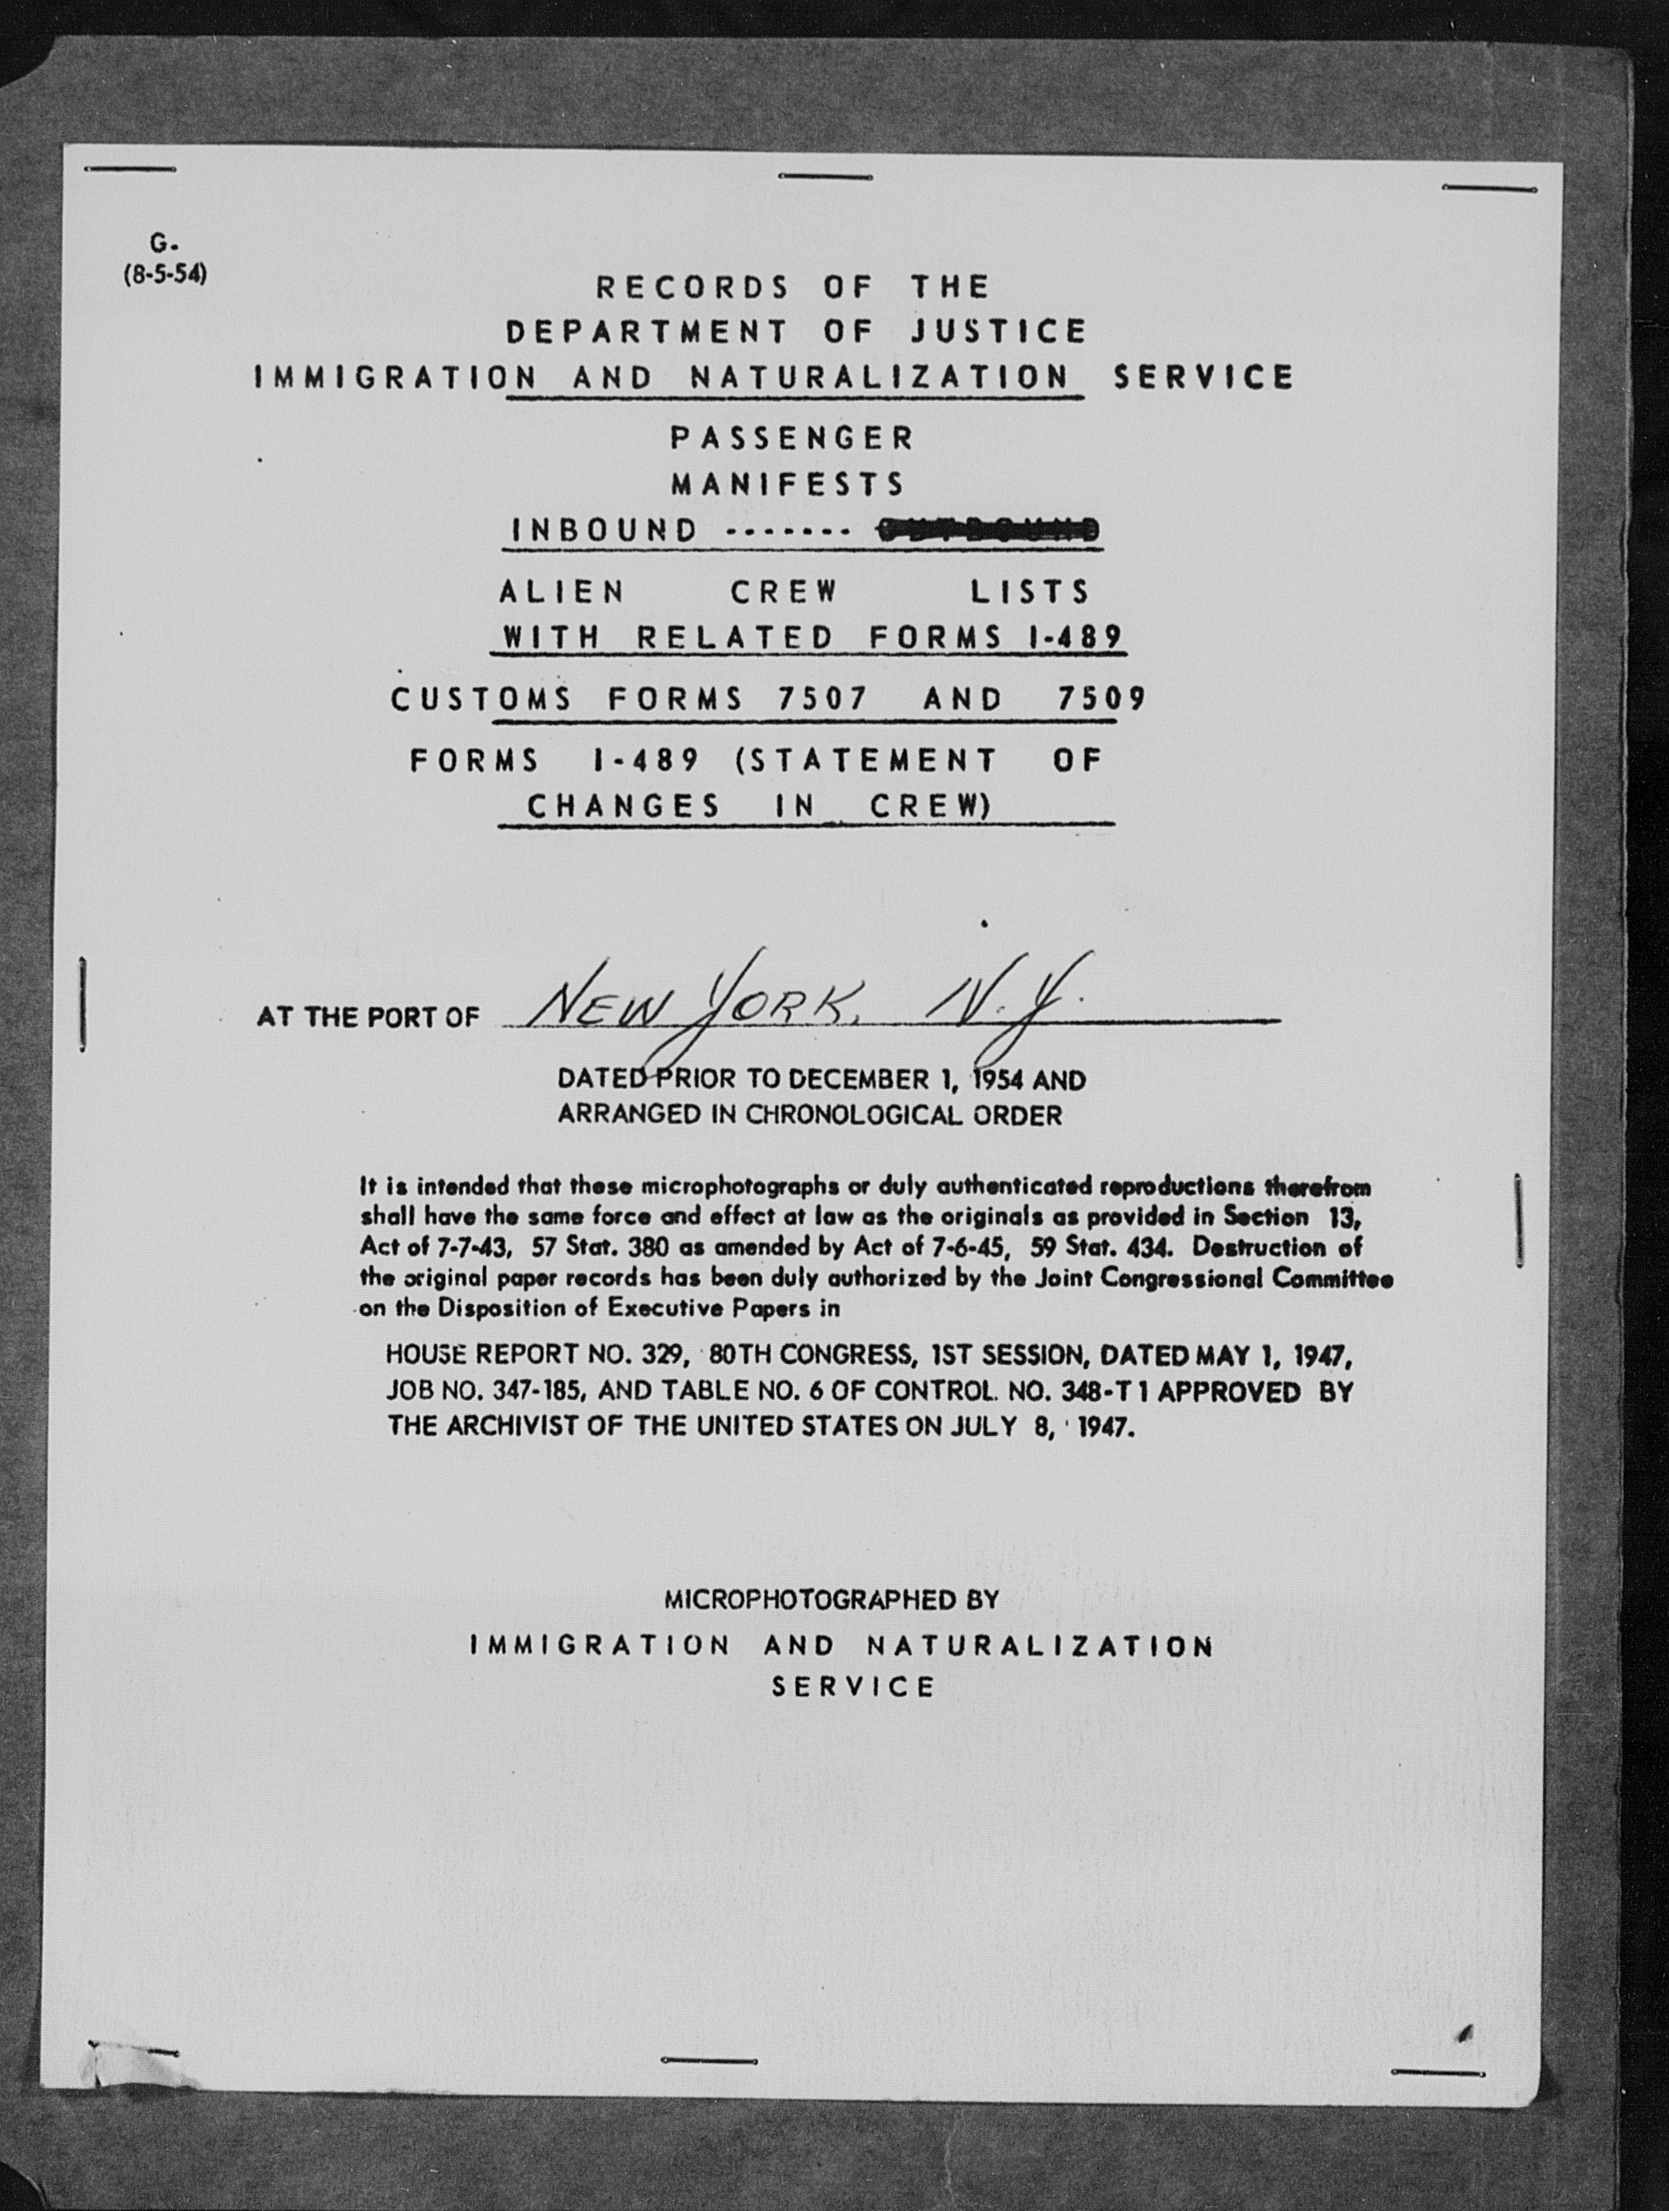 G.
(8-5-54)
RECORDS OF THE
DEPARTMENT OF JUSTICE
IMMIGRATION AND NATURALIZATION SERVICE
PASSENGER
MANIFESTS
INBOUND ------- OUTBOUND
ALIEN CREW LISTS
WITH RELATED FORMS I-489
CUSTOMS FORMS 7507 AND 7509
FORMS I-489 (STATEMENT OF
CHANGES IN CREW)
AT THE PORT OF NEW YORK, N.Y.
DATED PRIOR TO DECEMBER 1, 1954 AND
ARRANGED IN CHRONOLOGICAL ORDER
It is intended that these microphotographs or duly authenticated reproductions therefrom
shall have the same force and effect at law as the originals as provided in Section 13,
Act of 7-7-43, 57 Stat. 380 as amended by Act of 7-6-45, 59 Stat. 434. Destruction of
the original paper records has been duly authorized by the Joint Congressional Committee
on the Disposition of Executive Papers in
HOUSE REPORT NO. 329, 80TH CONGRESS, 1ST SESSION, DATED MAY 1, 1947,
JOB NO. 347-185, AND TABLE NO. 6 OF CONTROL NO. 348-T1 APPROVED BY
THE ARCHIVIST OF THE UNITED STATES ON JULY 8, 1947.
MICROPHOTOGRAPHED BY
IMMIGRATION AND NATURALIZATION
SERVICE